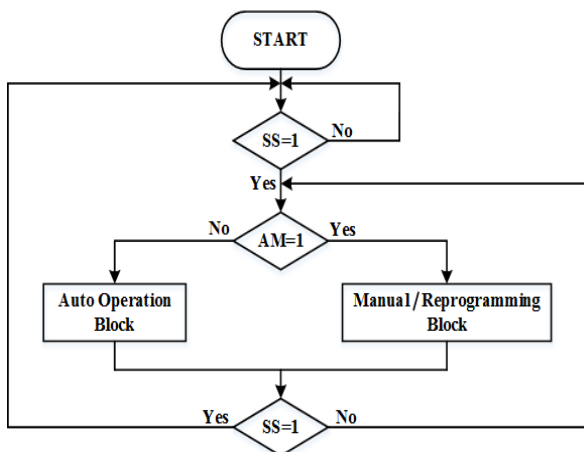 START
SS=1
No
Yes
No
AM=1
Yes
Auto Operation
Block
Manual/Reprogramming
Block
Yes
SS=1
No